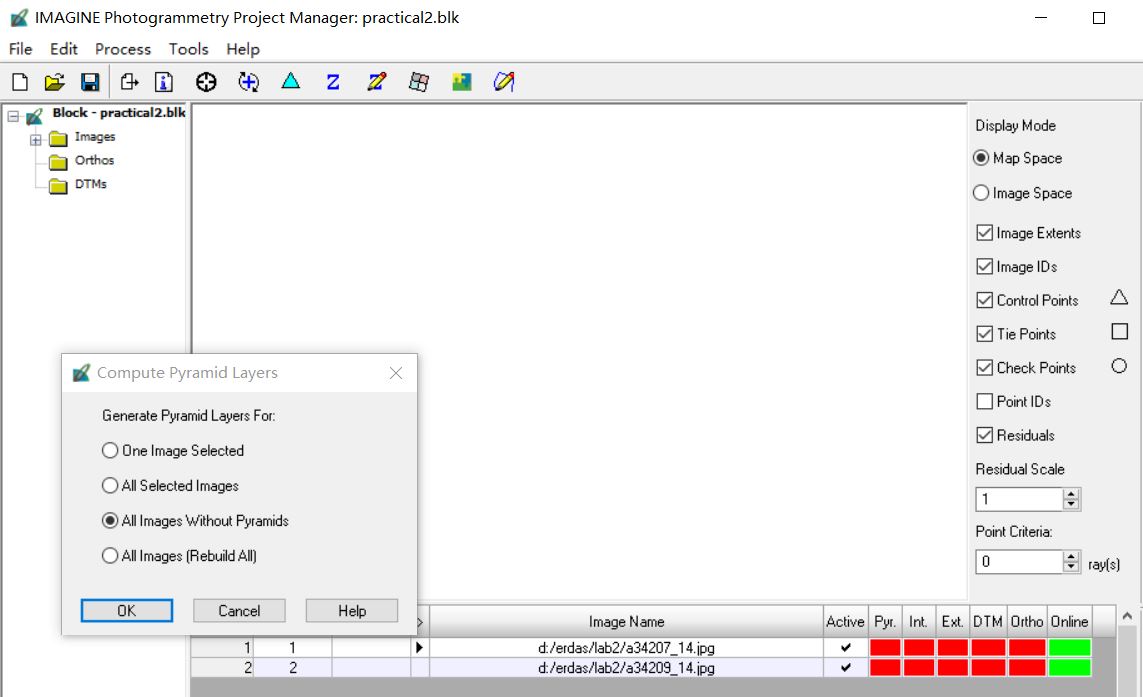 IMAGINE Photogrammetry Project Manager: practical2.blk
File Edit Process Tools Help
Block - practical2.blk
Images
Orthos
DTMs
Display Mode
Map Space
Image Space
Image Extents
Image IDs
Control Points
Tie Points
Check Points
Point IDs
Residuals
Residual Scale
1
Point Criteria:
0 ray(s)
Compute Pyramid Layers
Generate Pyramid Layers For:
One Image Selected
All Selected Images
All Images Without Pyramids
All Images (Rebuild All)
OK Cancel Help
> Image Name Active Pyr. Int. Ext. DTM Ortho Online
1 1 d:/erdas/lab2/a34207_14.jpg
2 2 d:/erdas/lab2/a34209_14.jpg